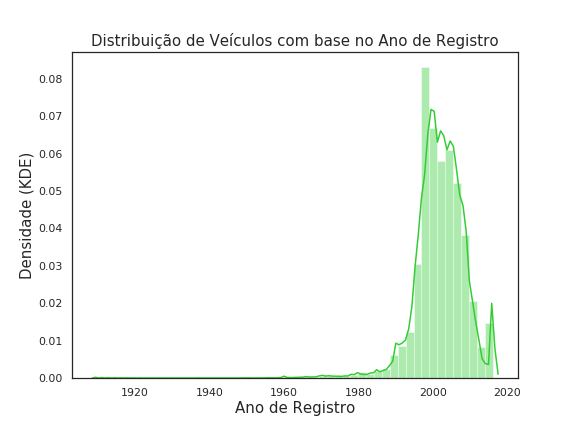 Distribuição de Veículos com base no Ano de Registro
Densidade (KDE)
0.08
0.07
0.06
0.05
0.04
0.03
0.02
0.01
0.00
1920 1940 1960 1980 2000 2020
Ano de Registro